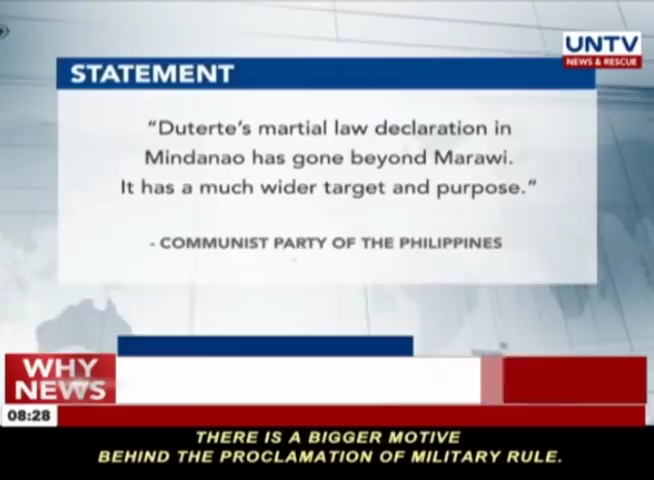 UNTV
NEWS & RESCUE
STATEMENT
"Duterte's martial law declaration in
Mindanao has gone beyond Marawi.
It has a much wider target and purpose."
- COMMUNIST PARTY OF THE PHILIPPINES
WHY
NEWS
08:28
THERE IS A BIGGER MOTIVE
BEHIND THE PROCLAMATION OF MILITARY RULE.